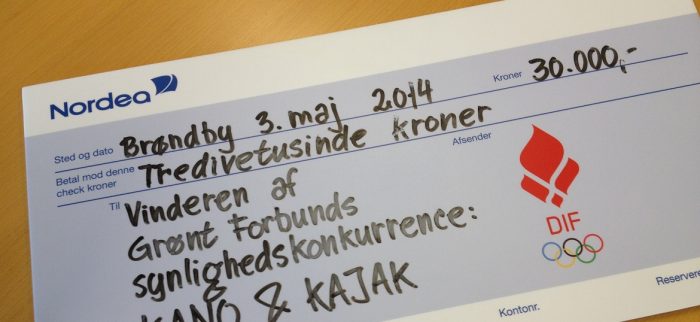 Nordea
Kroner 30.000,-
Sted og dato Brøndby 3. maj 2014
Betal mod denne check kroner Tredivetusinde kroner
Til Vinderen af
Afsender
Grønt Forbunds
synlighedskonkurrence:
KANO & KAJAK
DIF
Kontonr.
Reservere